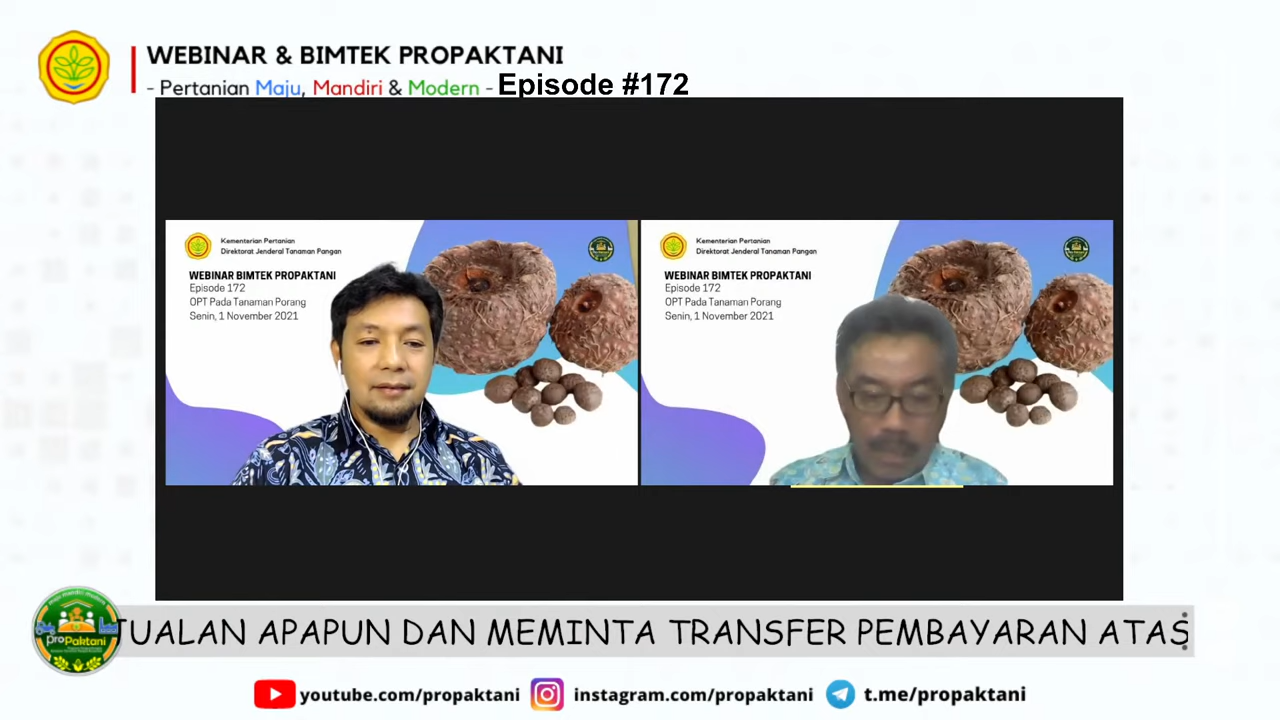 WEBINAR & BIMTEK PROPAKTANI
- Pertanian Maju, Mandiri & Modern - Episode #172
Kementerian Pertanian
Direktorat Jenderal Tanaman Pangan
WEBINAR BIMTEK PROPAKTANI
Episode 172
OPT Pada Tanaman Porang
Senin, 1 November 2021
Kementerian Pertanian
Direktorat Jenderal Tanaman Pangan
WEBINAR BIMTEK PROPAKTANI
Episode 172
OPT Pada Tanaman Porang
Senin, 1 November 2021
proPaktani
TUALAN APAPUN DAN MEMINTA TRANSFER PEMBAYARAN ATAS
youtube.com/propaktani
instagram.com/propaktani
t.me/propaktani